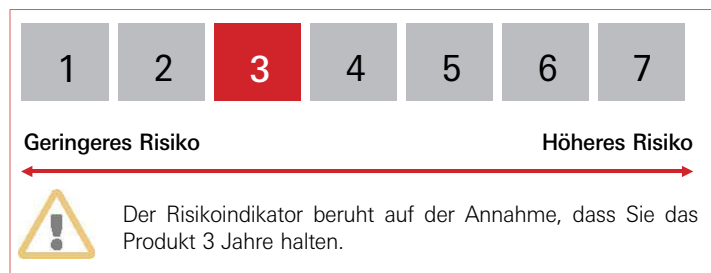 1 2 3 4 5 6 7
Geringeres Risiko Höheres Risiko
Der Risikoindikator beruht auf der Annahme, dass Sie das
Produkt 3 Jahre halten.